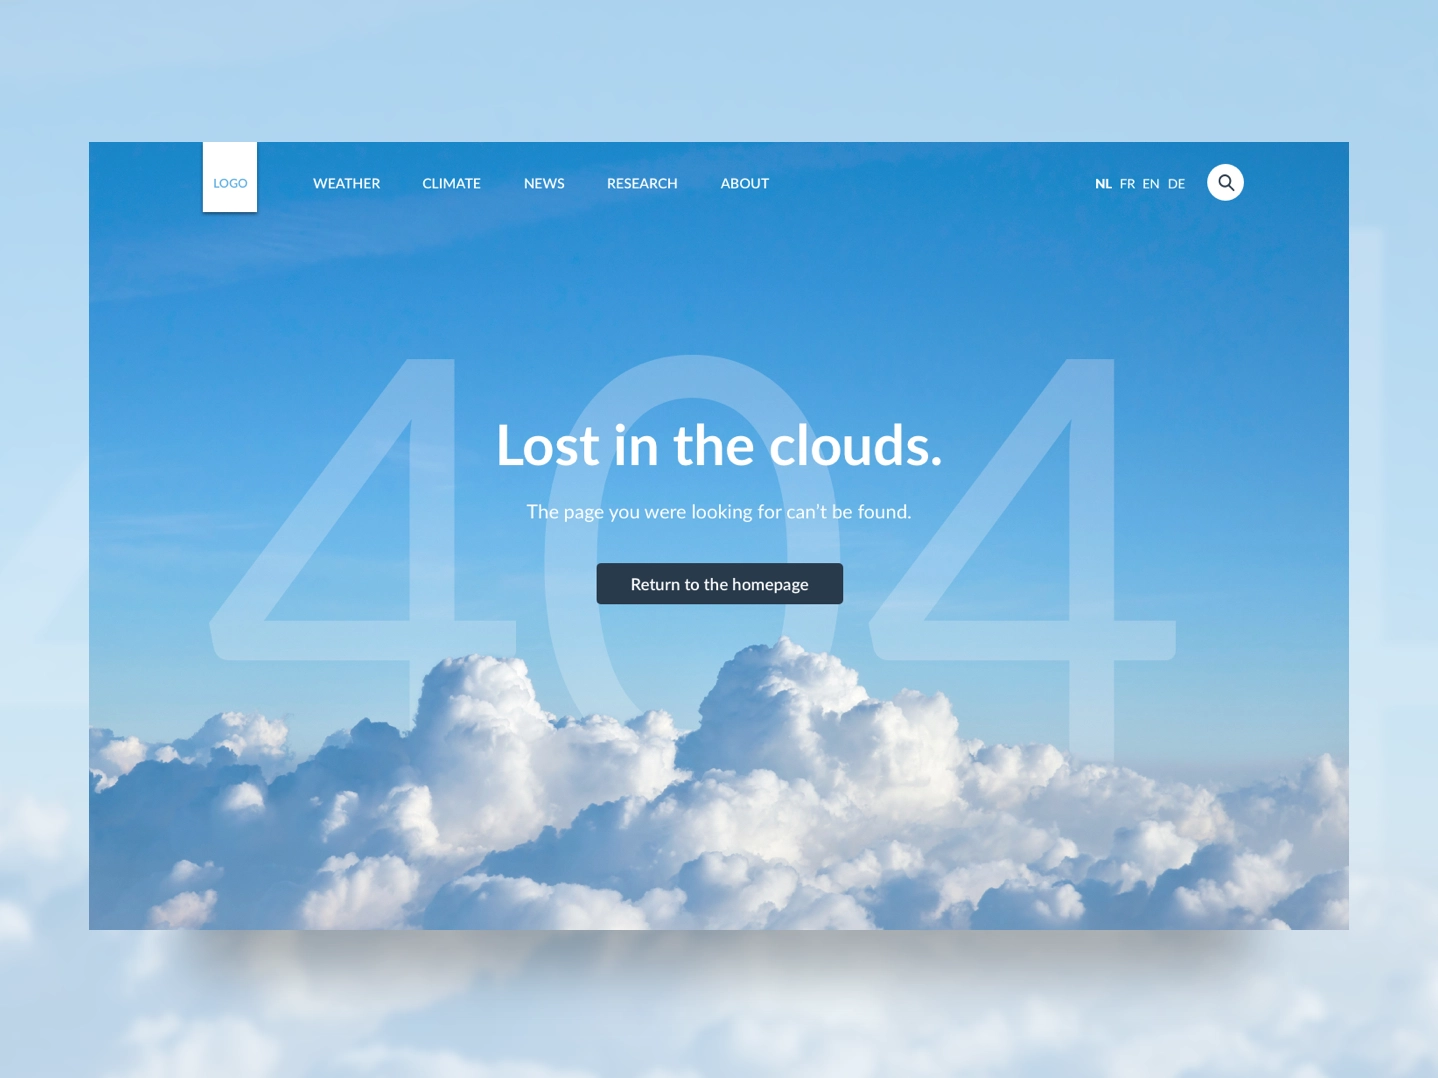 LOGO WEATHER CLIMATE NEWS RESEARCH ABOUT NL FR EN DE
404
Lost in the clouds.
The page you were looking for can't be found.
Return to the homepage